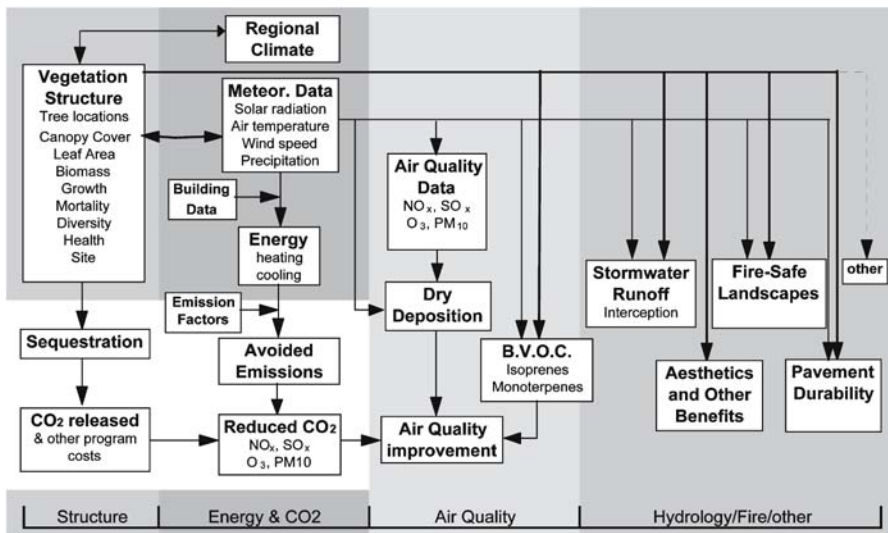 Regional
Climate
Vegetation
Structure
Tree locations
Canopy Cover
Leaf Area
Biomass
Growth
Mortality
Diversity
Health
Site
Meteor. Data
Solar radiation
Air temperature
Wind speed
Precipitation
Building
Data
Energy
heating
cooling
Emission
Factors
Avoided
Emissions
Sequestration
CO₂ released
& other program
costs
Reduced CO₂
NOₓ, SOₓ
O₃, PM10
Air Quality
Data
NOₓ, SOₓ
O₃, PM₁₀
Dry
Deposition
B.V.O.C.
Isoprenes
Monoterpenes
Air Quality
improvement
Stormwater
Runoff
Interception
Fire-Safe
Landscapes
other
Aesthetics
and Other
Benefits
Pavement
Durability
Structure
Energy & CO2
Air Quality
Hydrology/Fire/other